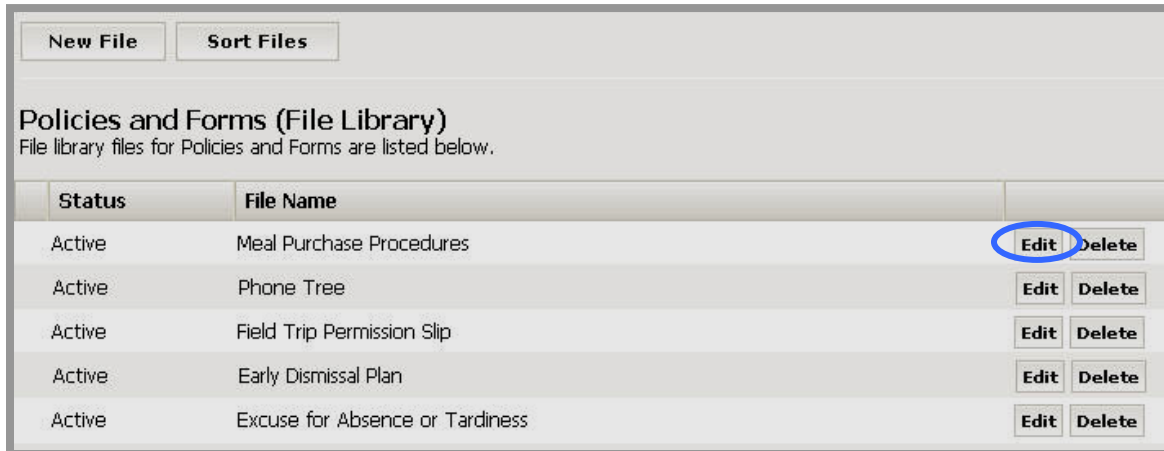 New File Sort Files
Policies and Forms (File Library)
File library files for Policies and Forms are listed below.
Status File Name
Active Meal Purchase Procedures Edit Delete
Active Phone Tree Edit Delete
Active Field Trip Permission Slip Edit Delete
Active Early Dismissal Plan Edit Delete
Active Excuse for Absence or Tardiness Edit Delete